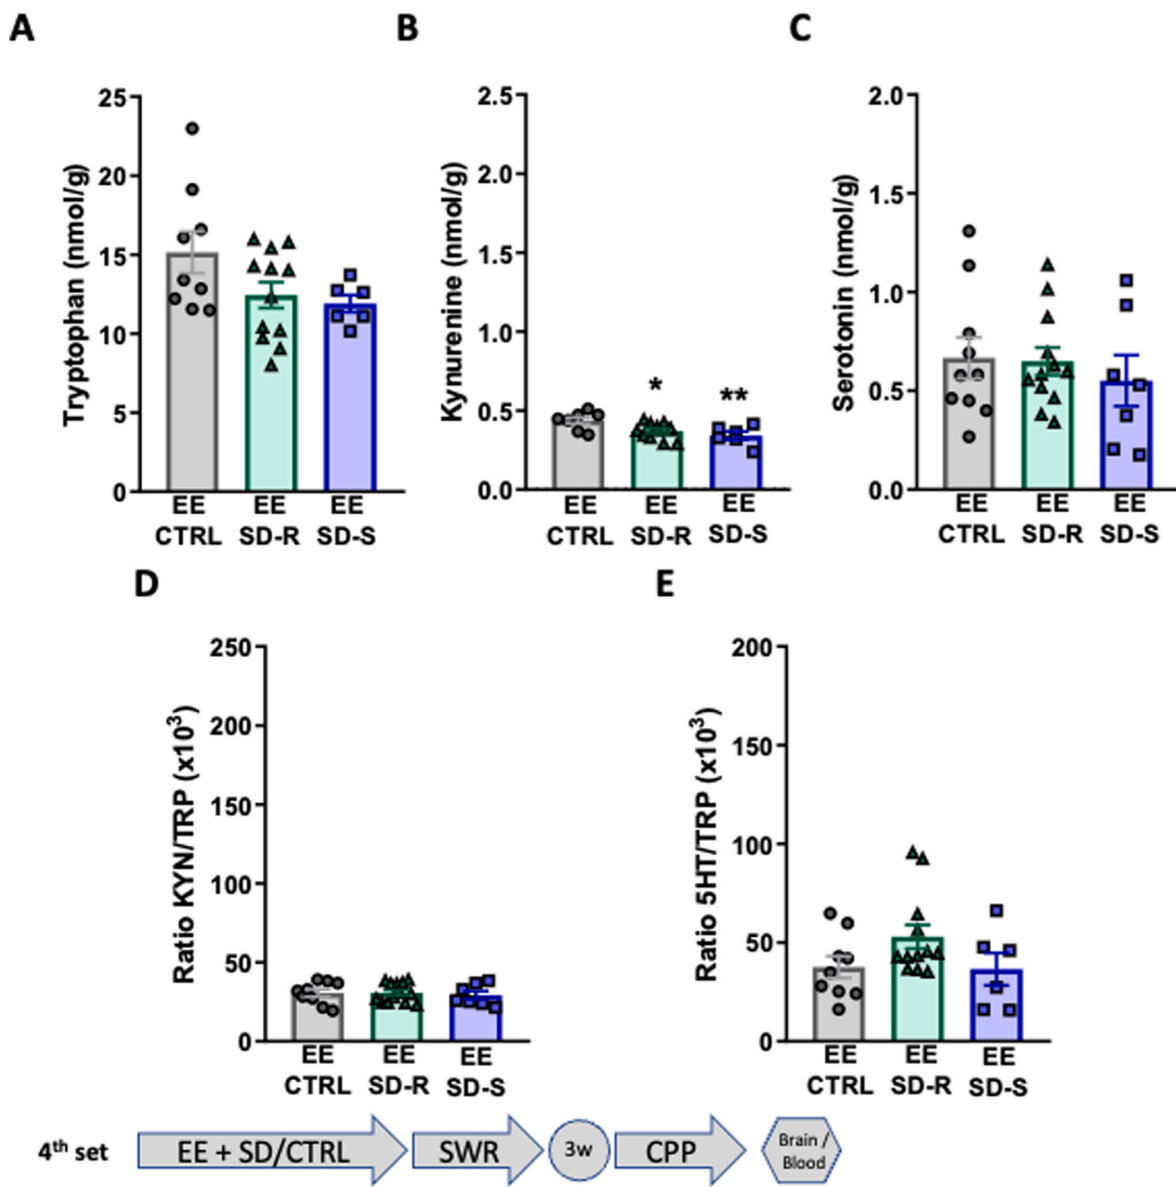 A
B
C
Tryptophan (nmol/g)
25
20
15
10
5
0
EE EE EE
CTRL SD-R SD-S
Kynurenine (nmol/g)
2.5
2.0
1.5
1.0
0.5
0.0
*
**
EE EE EE
CTRL SD-R SD-S
Serotonin (nmol/g)
2.0
1.5
1.0
0.5
0.0
EE EE EE
CTRL SD-R SD-S
D
E
Ratio KYN/TRP (x10³)
250
200
150
100
50
0
EE EE EE
CTRL SD-R SD-S
Ratio 5HT/TRP (x10³)
200
150
100
50
0
EE EE EE
CTRL SD-R SD-S
4th set
EE + SD/CTRL
SWR
3w
CPP
Brain /
Blood